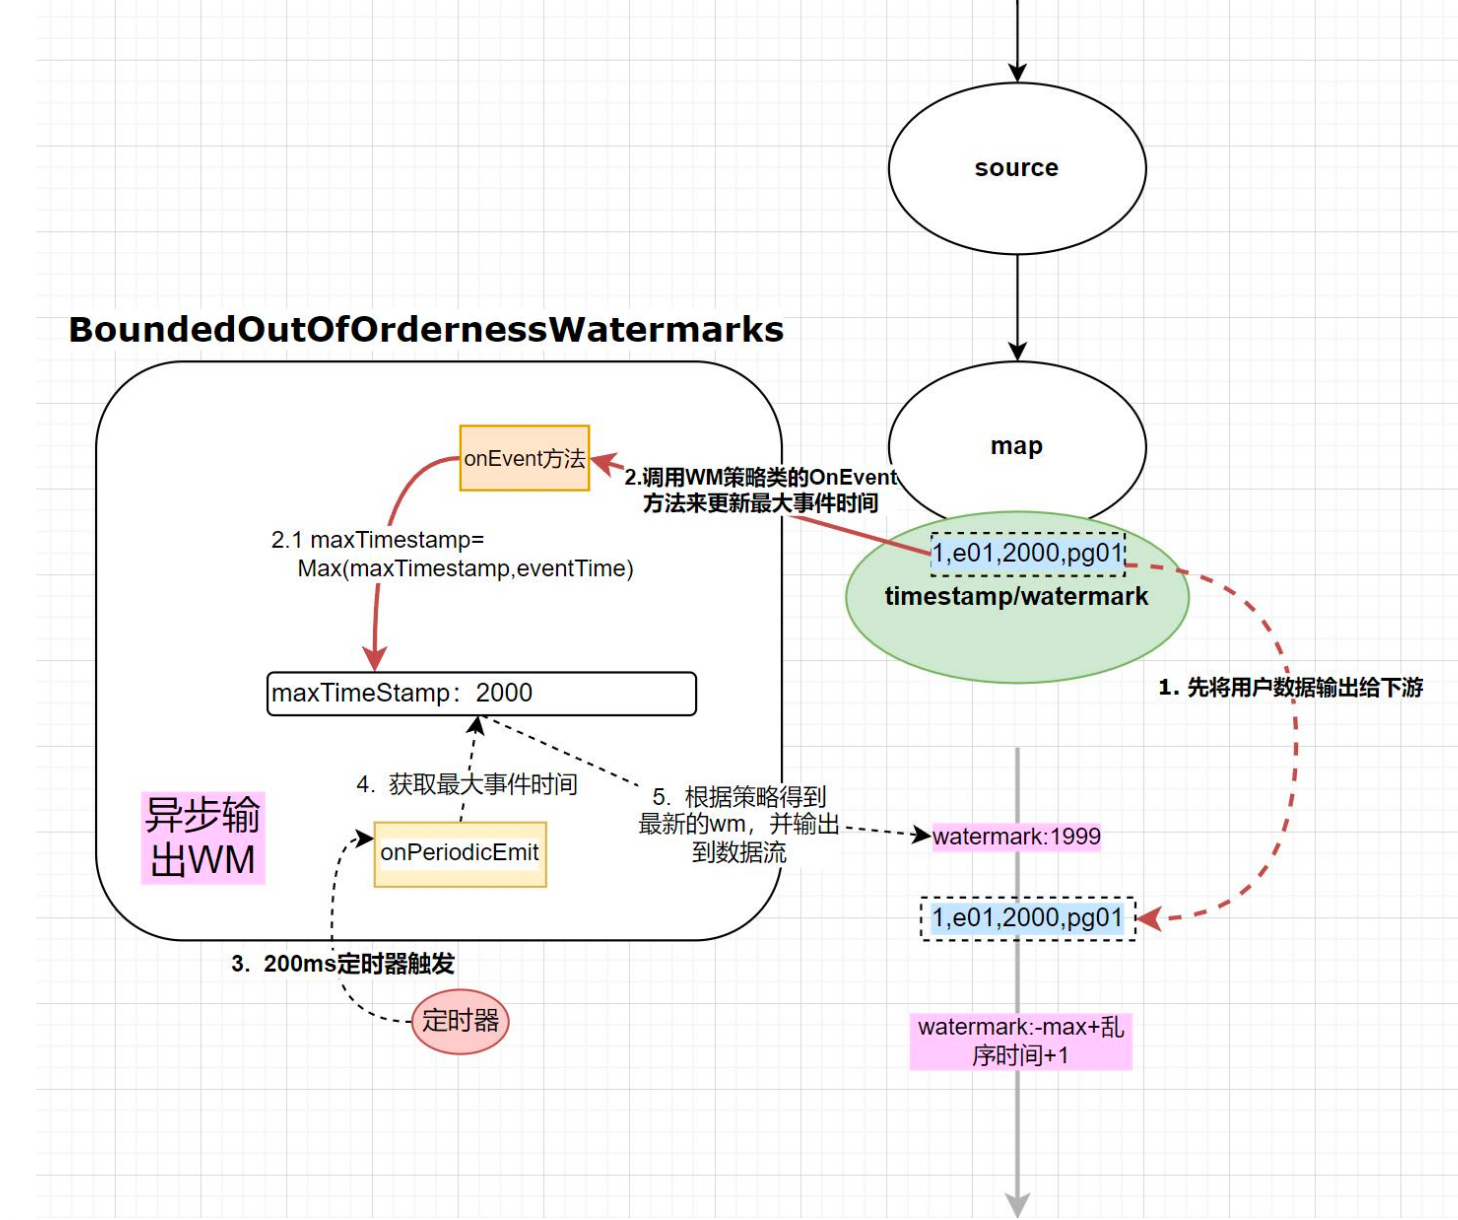 source
BoundedOutOfOrdernessWatermarks
map
onEvent方法
2.调用WM策略类的OnEvent
方法来更新最大事件时间
1,e01,2000,pg01
timestamp/watermark
2.1 maxTimestamp=
Max(maxTimestamp,eventTime)
maxTimeStamp：2000
1. 先将用户数据输出给下游
4. 获取最大事件时间
5. 根据策略得到
最新的wm，并输出
到数据流
异步输
出WM
onPeriodicEmit
watermark:1999
1,e01,2000,pg01
3. 200ms定时器触发
定时器
watermark:-max+乱
序时间+1